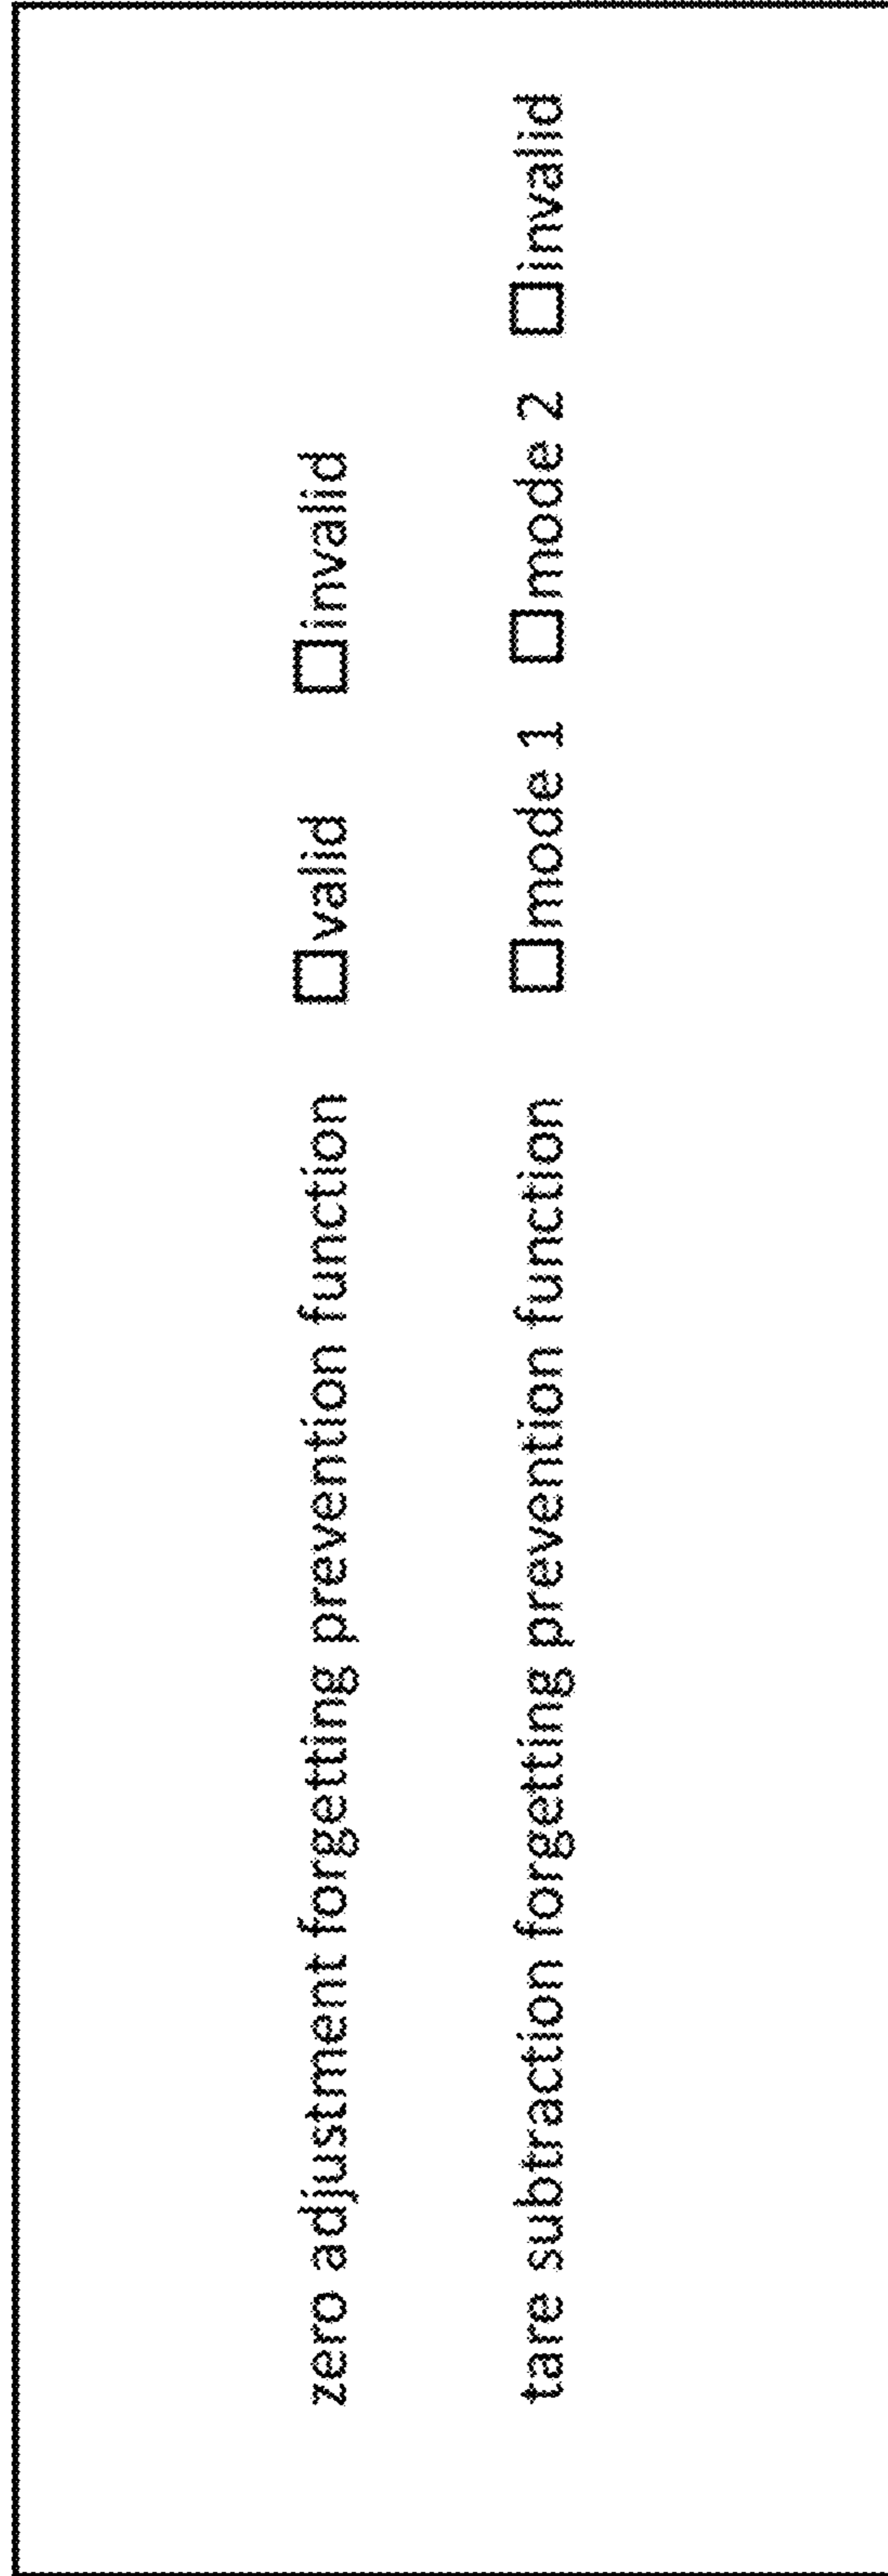 zero adjustment forgetting prevention function □valid □invalid
tare subtraction forgetting prevention function □mode 1 □mode 2 □invalid